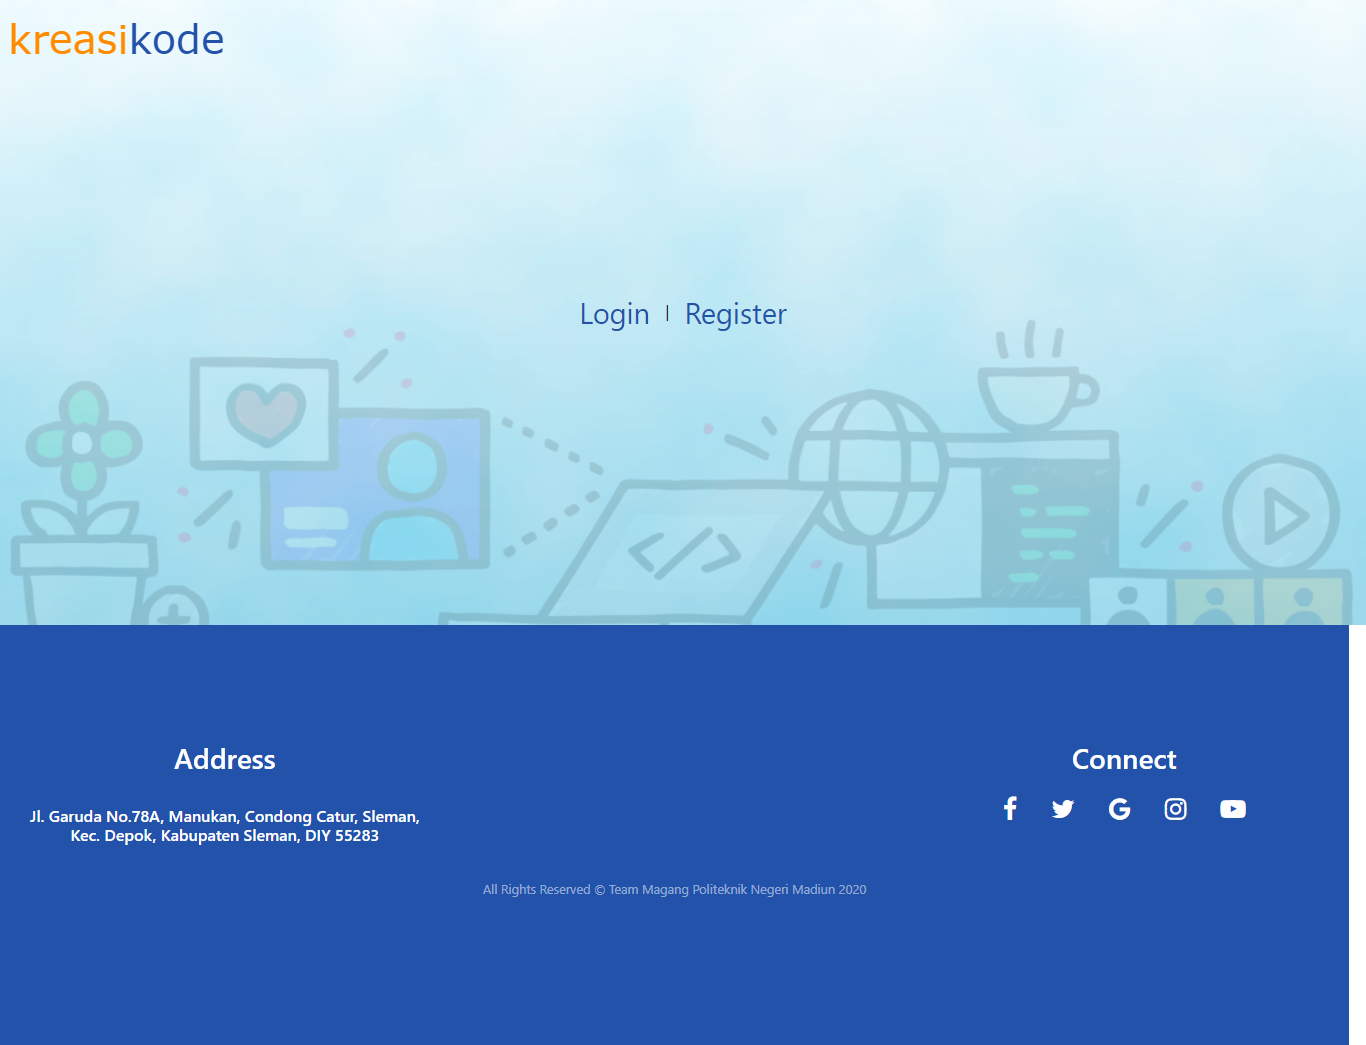 kreasikode
Login | Register
Address
Connect
Jl. Garuda No.78A, Manukan, Condong Catur, Sleman,
Kec. Depok, Kabupaten Sleman, DIY 55283
All Rights Reserved © Team Magang Politeknik Negeri Madiun 2020